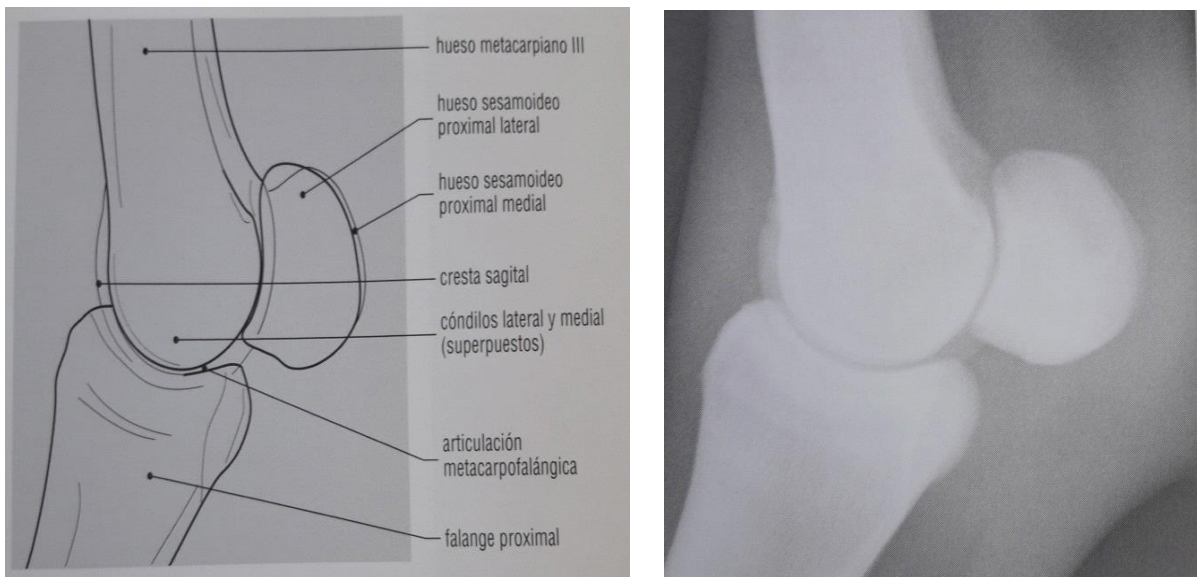 hueso metacarpiano III
hueso sesamoideo
proximal lateral
hueso sesamoideo
proximal medial
cresta sagital
cóndilos lateral y medial
(superpuestos)
articulación
metacarpofalángica
falange proximal